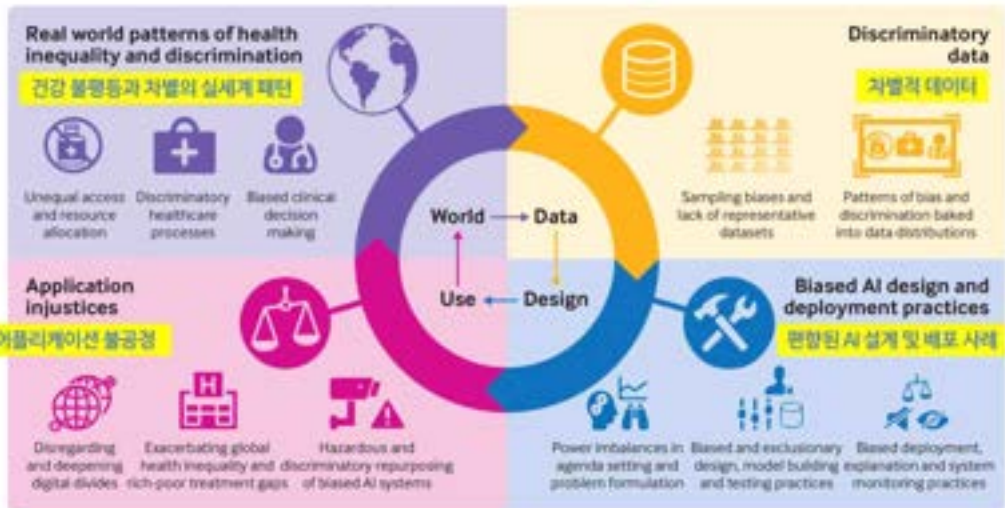 Real world patterns of health
inequality and discrimination
건강 불평등과 차별의 실세계 패턴
Unequal access
and resource
allocation
Discriminatory
healthcare
processes
Biased clinical
decision
making
Discriminatory
data
차별적 데이터
Sampling biases and
lack of representative
datasets
Patterns of bias and
discrimination baked
into data distributions
World
Data
Use
Design
Application
injustices
어플리케이션 불공정
Disregarding
and deepening
digital divides
H
Exacerbating global
health inequality and
rich-poor treatment gaps
Hazardous and
discriminatory repurposing
of biased AI systems
Biased AI design and
deployment practices
편향된 AI 설계 및 배포 사례
Power imbalances in
agenda setting and
problem formulation
Biased and exclusionary
design, model building
and testing practices
Biased deployment,
explanation and system
monitoring practices